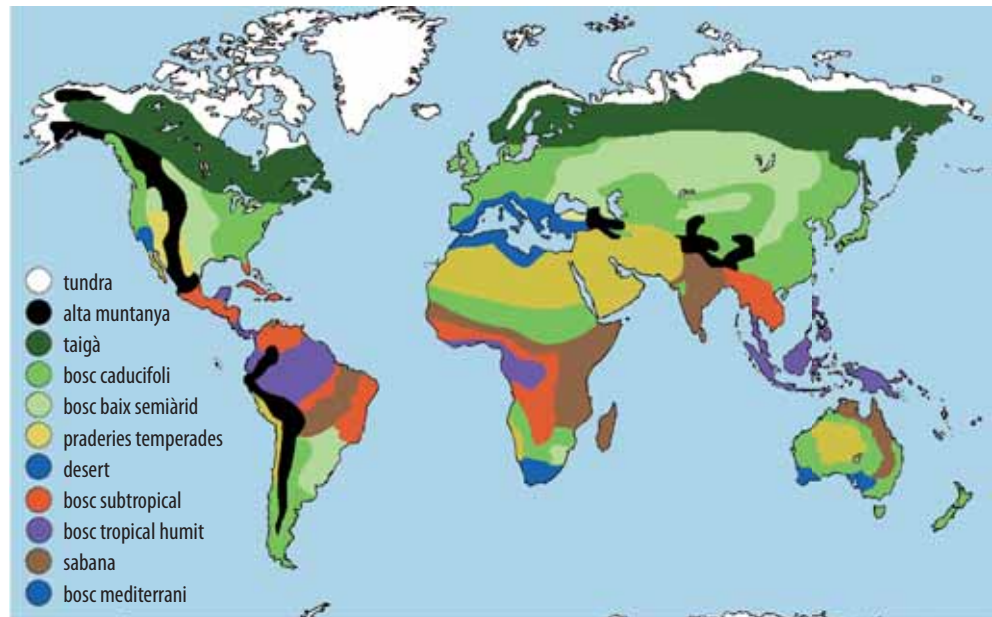 tundra
alta muntanya
taigà
bosc caducifoli
bosc baix semiàrid
praderies temperades
desert
bosc subtropical
bosc tropical humit
sabana
bosc mediterrani